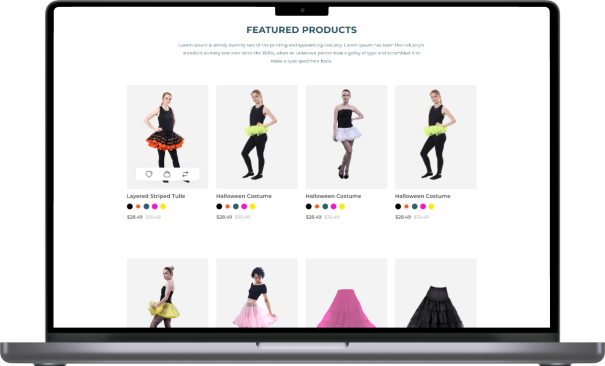 FEATURED PRODUCTS
Lorem Ipsum is simply dummy text of the printing and typesetting industry. Lorem Ipsum has been the industry's
standard dummy text ever since the 1500s, when an unknown printer took a galley of type and scrambled it to
make a type specimen book.
Layered Striped Tulle
Halloween Costume
Halloween Costume
Halloween Costume
$28.49 $35.49
$28.49 $35.49
$28.49 $35.49
$28.49 $35.49